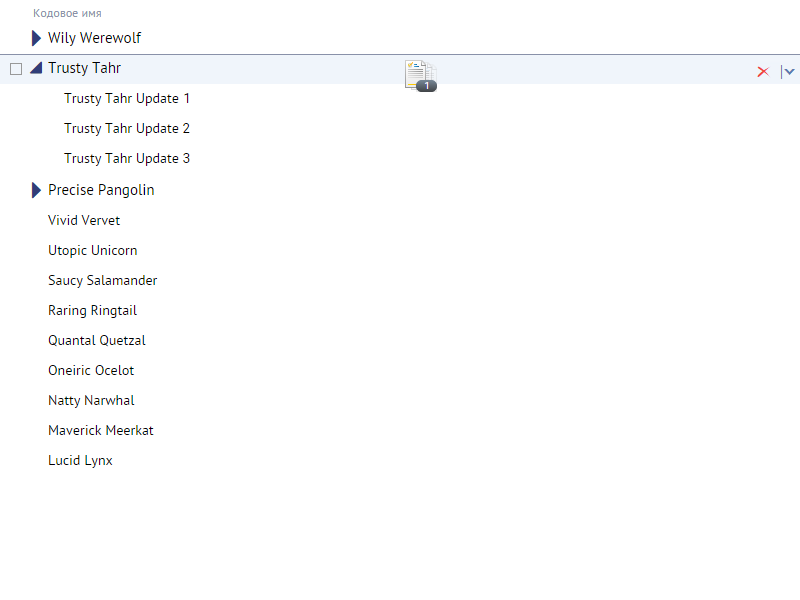 Кодовое имя
Wily Werewolf
Trusty Tahr
1
Trusty Tahr Update 1
Trusty Tahr Update 2
Trusty Tahr Update 3
Precise Pangolin
Vivid Vervet
Utopic Unicorn
Saucy Salamander
Raring Ringtail
Quantal Quetzal
Oneiric Ocelot
Natty Narwhal
Maverick Meerkat
Lucid Lynx